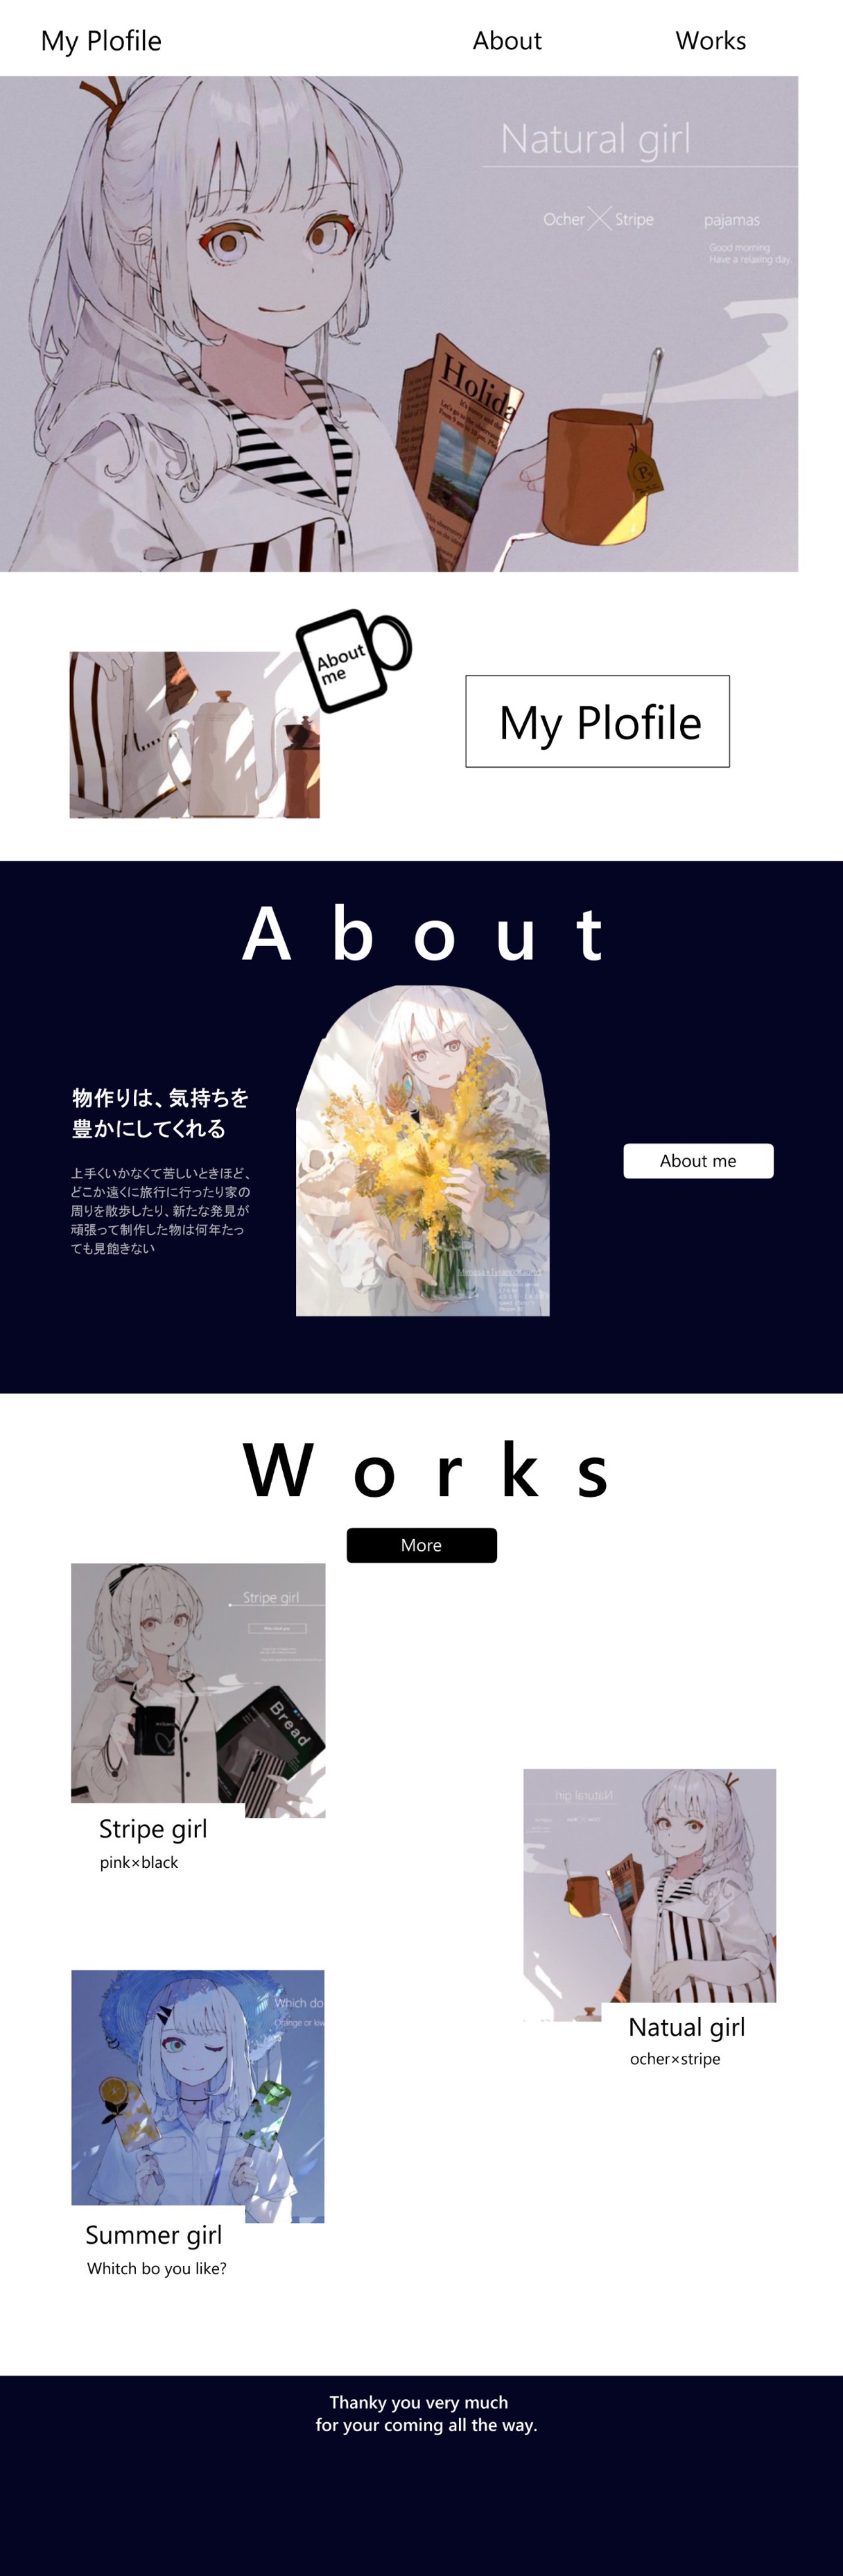 My Plofile
About
Works
Natural girl
Ocher × Stripe
pajamas
Good morning
Have a relaxing day.
Holida
About
me
My Plofile
About
物作りは、気持ちを
豊かにしてくれる
上手くいかなくて苦しいときほど、
どこか遠くに旅行に行ったり家の
周りを散歩したり、新たな発見が
頑張って制作した物は何年たっ
ても見飽きない
About me
Works
More
Stripe girl
Bread
Stripe girl
pink×black
Natural girl
Natual girl
ocher×stripe
Which do
Orange or kiw
Summer girl
Whitch bo you like?
Thanky you very much
for your coming all the way.